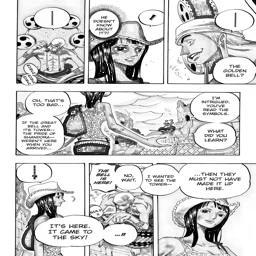 THE
GOLDEN
BELL?
!
HE
DOESN'T
KNOW
ABOUT
IT?!
I'M
INTRIGUED.
YOU'VE
READ THE
SYMBOLS.
WHAT
DID YOU
LEARN?
OH, THAT'S
TOO BAD...
IF THE GREAT
BELL AND ITS
TOWER--
THE PRIDE OF
SHANDORA--
WEREN'T HERE
WHEN YOU
ARRIVED...
...THEN THEY
MUST NOT HAVE
MADE IT UP
HERE.
I WANTED TO
SEE THE
TOWER--
NO,
WAIT.
THE
BELL IS
HERE!
...!!
IT'S HERE.
IT CAME TO
THE SKY!